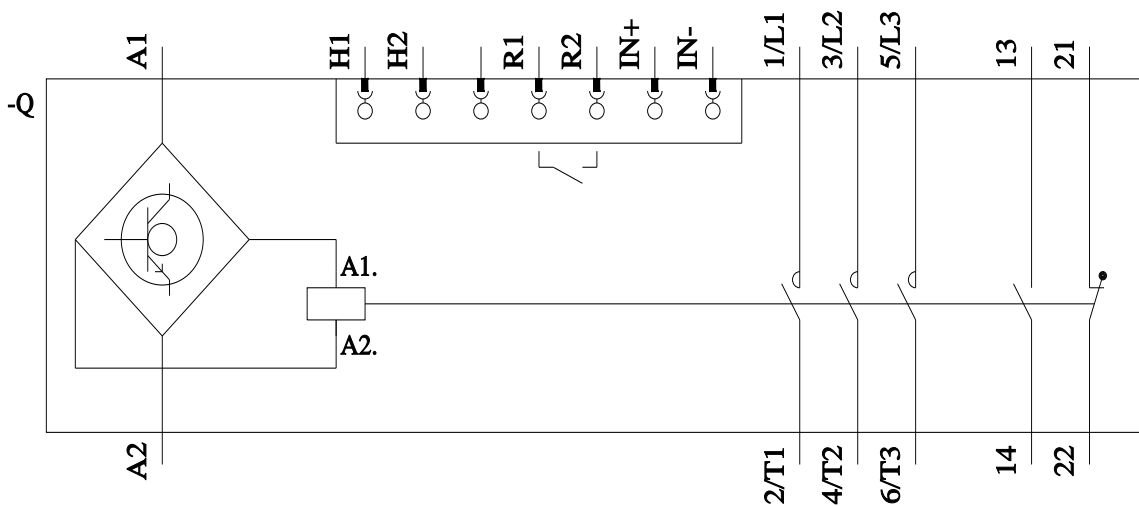 A1
H1
H2
R1
R2
IN+
IN-
1/L1
3/L2
5/L3
13
21
-Q
A1.
A2.
A2
2/T1
4/T2
6/T3
14
22